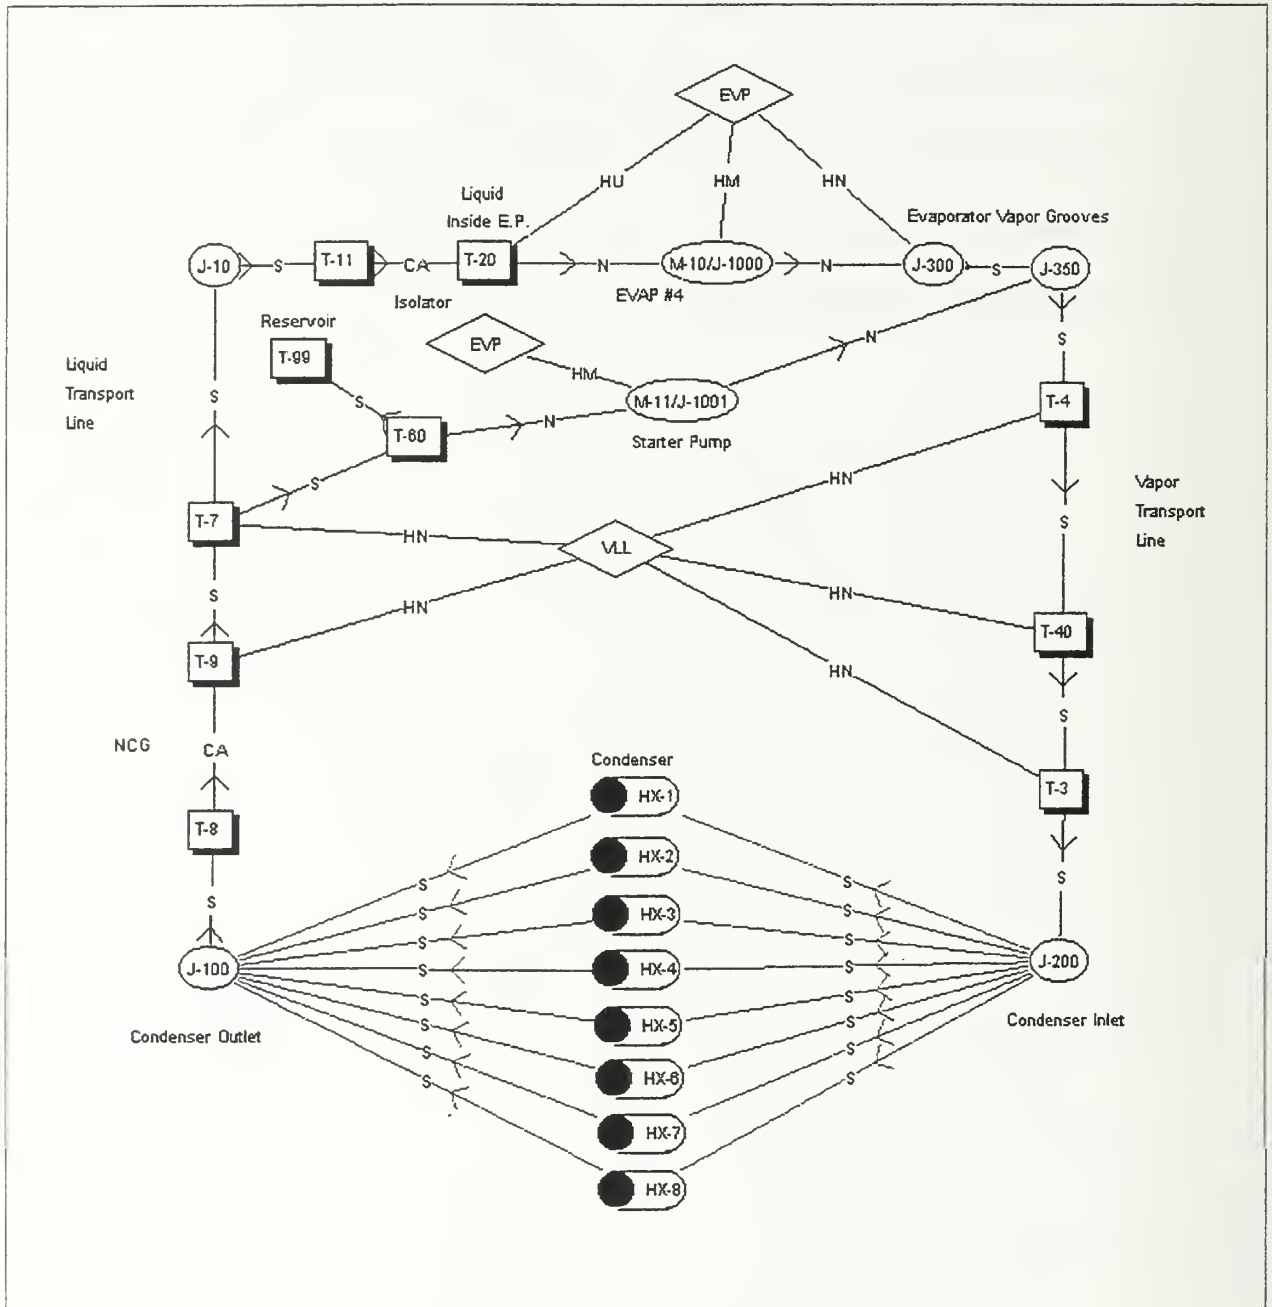 EVP
HU
HM
HN
Liquid
Inside E.P.
Evaporator Vapor Grooves
J-10
S
T-11
CA
T-20
N
M-10/J-1000
N
J-300
S
J-350
Isolator
EVAP #4
Reservoir
T-99
EVP
HM
N
S
Liquid
Transport
Line
S
S
T-60
N
M-11/J-1001
Starter Pump
T-4
HN
S
T-7
HN
VLL
Vapor
Transport
Line
S
S
HN
HN
T-9
T-40
HN
S
NCG
CA
Condenser
HX-1
T-3
T-8
HX-2
S
S
S
S
S
S
HX-3
S
S
S
J-100
S
HX-4
S
J-200
S
HX-5
S
Condenser Outlet
Condenser Inlet
S
HX-6
S
S
HX-7
S
S
HX-8
S